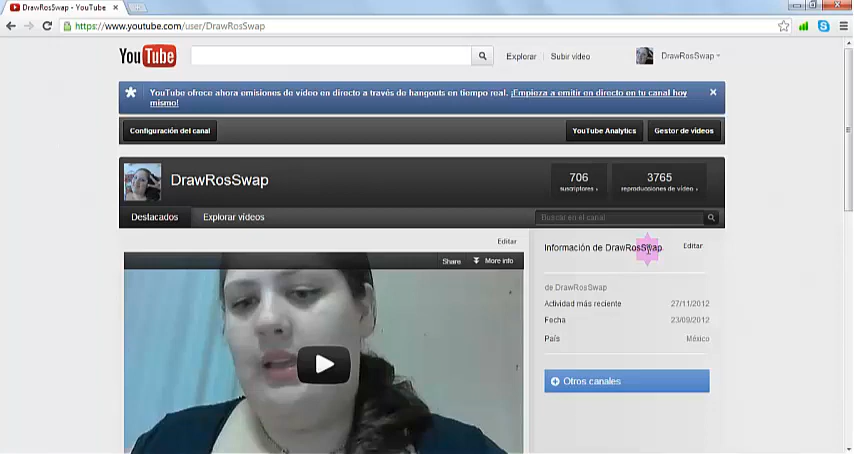 DrawRosSwap - YouTube
https://www.youtube.com/user/DrawRosSwap
YouTube
Explorar
Subir vídeo
DrawRosSwap
YouTube ofrece ahora emisiones de vídeo en directo a través de hangouts en tiempo real. ¡Empieza a emitir en directo en tu canal hoy
mismo!
Configuración del canal
YouTube Analytics
Gestor de vídeos
DrawRosSwap
706
suscriptores
3765
reproducciones de vídeo
Destacados
Explorar vídeos
Buscar en el canal
Editar
Share
More info
Información de DrawRosSwap
Editar
de DrawRosSwap
Actividad más reciente
27/11/2012
Fecha
23/09/2012
País
México
Otros canales